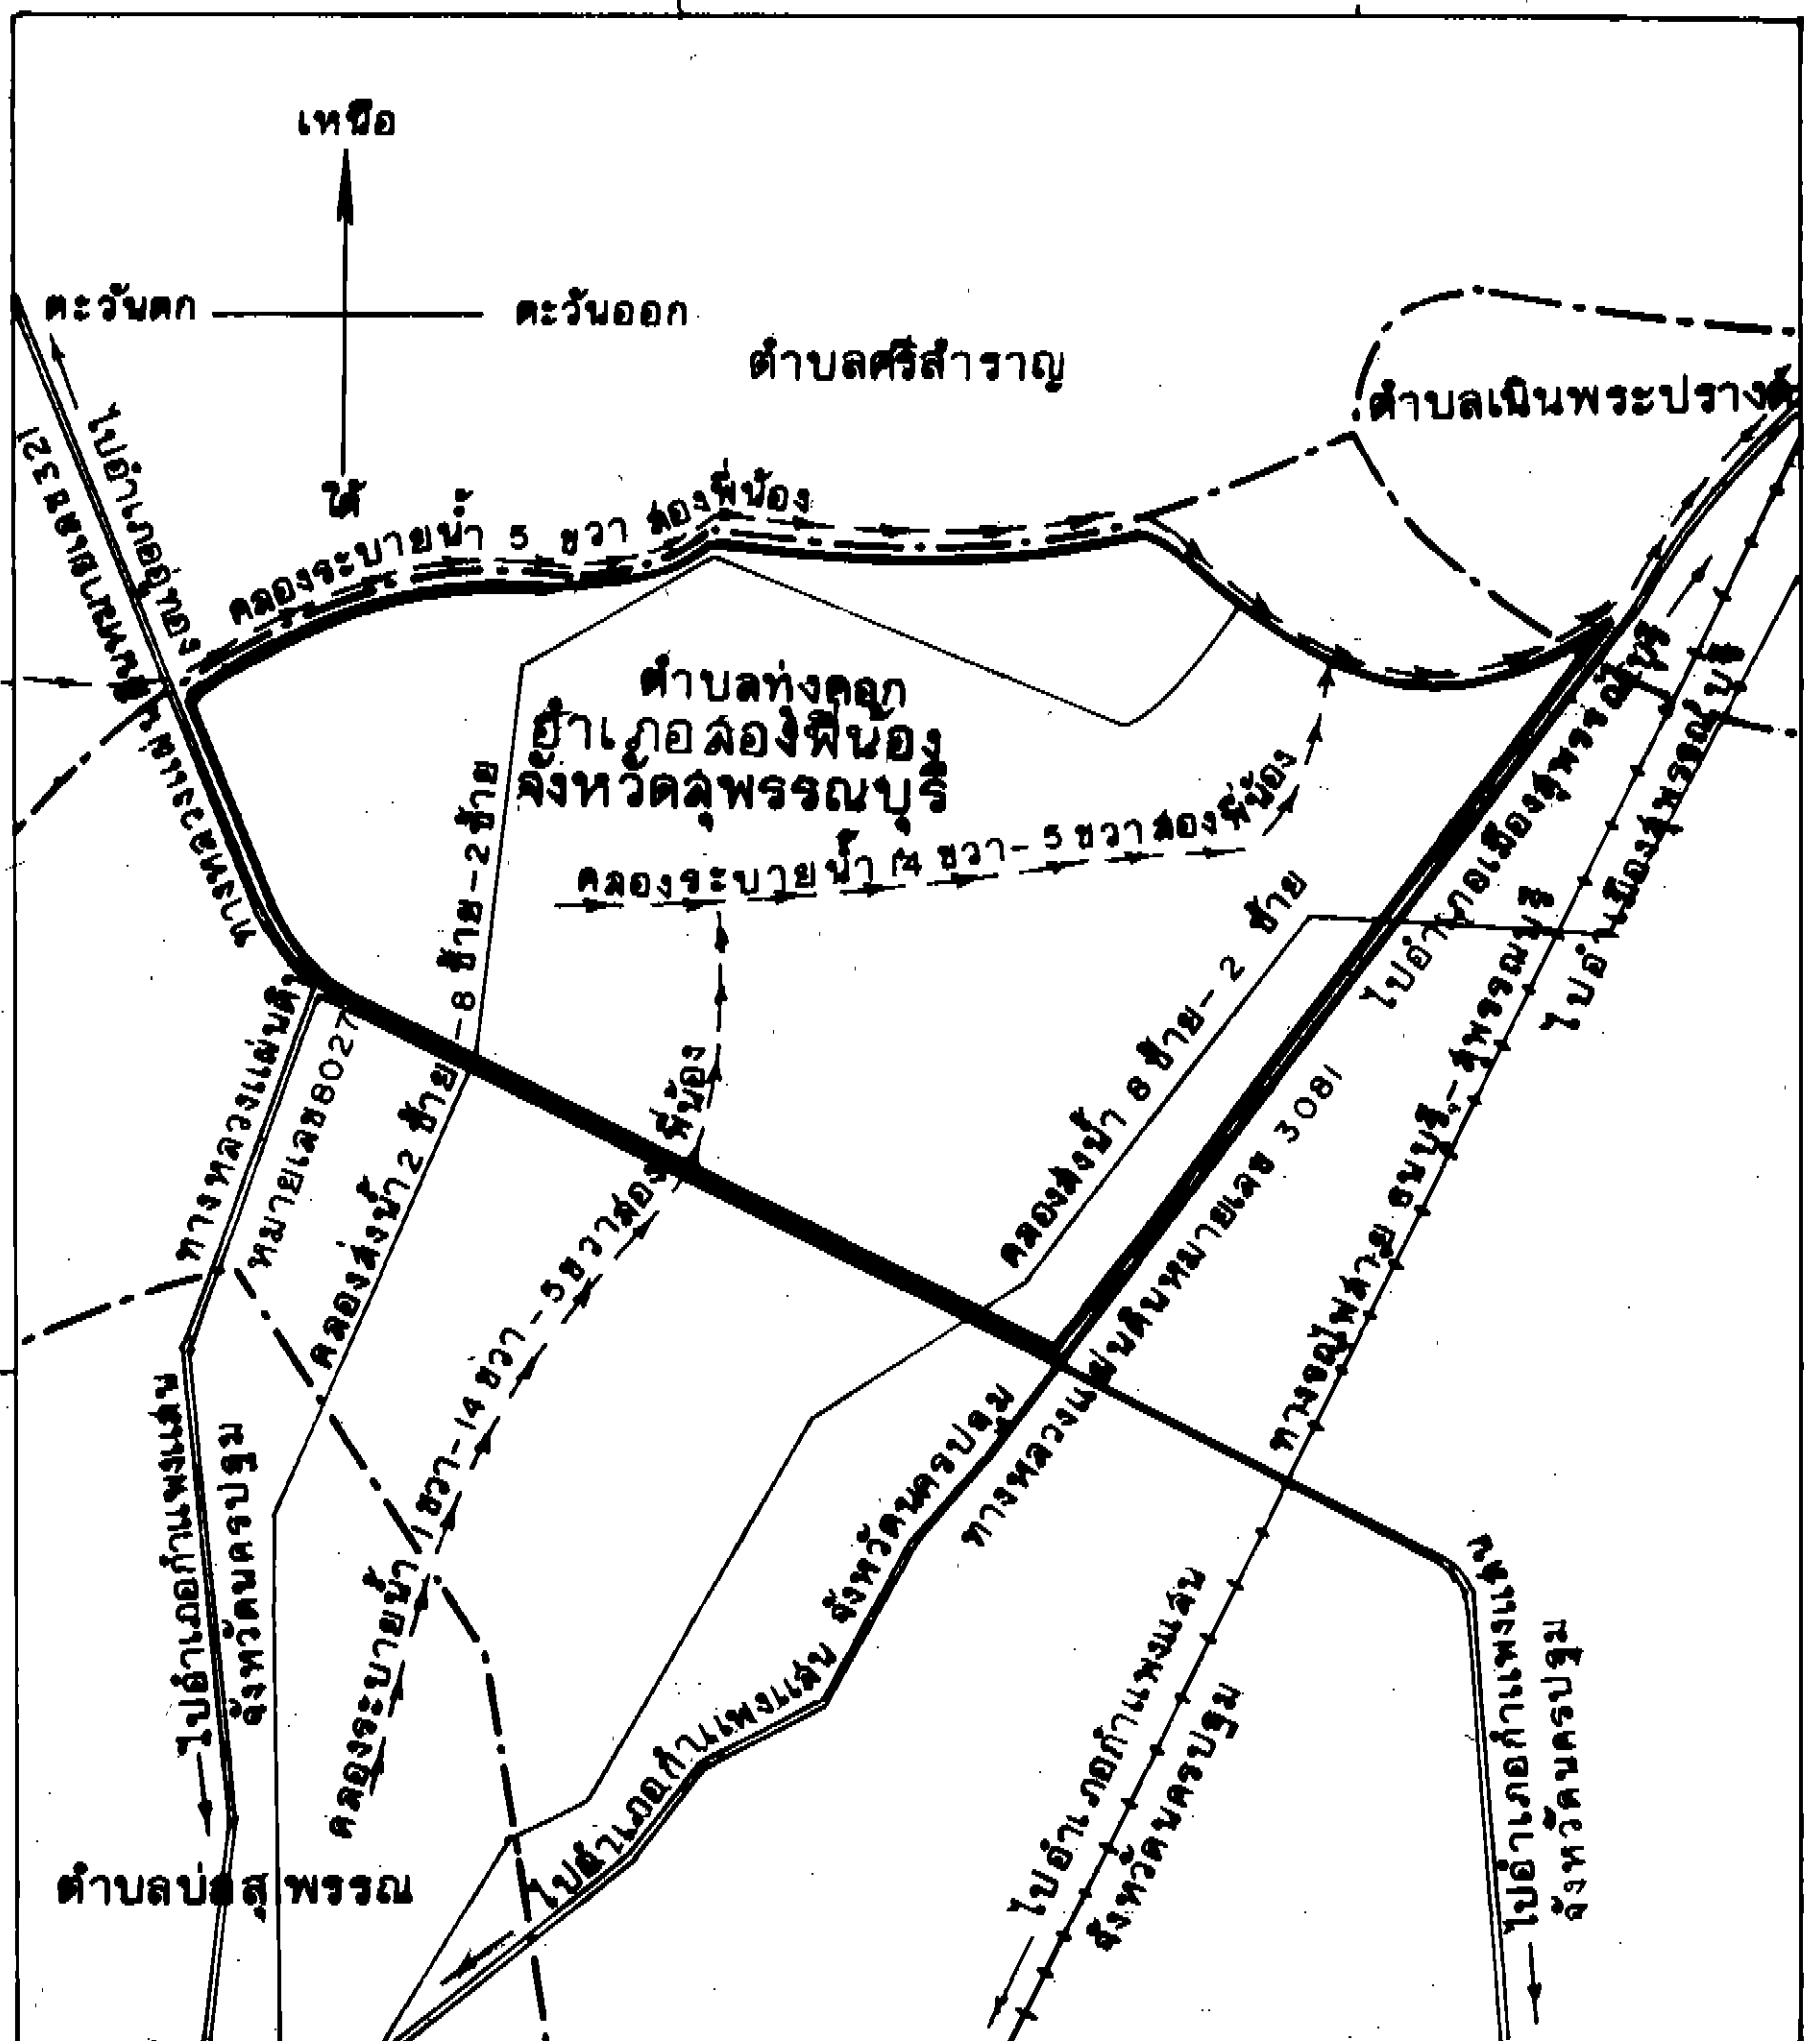 เหนือ
ตะวันตก
ตะวันออก
ใต้
ตำบลศรีสำราญ
ตำบลเนินพระปรางค์
ทางหลวงแผ่นดินหมายเลข 321
ไปอำเภออู่ทอง
คลองระบายน้ำ 5 ขวา สองพี่น้อง
ตำบลทุ่งคอก
อำเภอสองพี่น้อง
จังหวัดสุพรรณบุรี
คลองระบายน้ำ 14 ขวา-5 ขวาสองพี่น้อง
คลองส่งน้ำ 2 ซ้าย-8 ซ้าย-2 ซ้าย
คลองส่งน้ำ 8 ซ้าย-2 ซ้าย
ไปอำเภอเมืองสุพรรณบุรี
ไปอำเภอเมืองสุพรรณบุรี
ทางหลวงแผ่นดิน
หมายเลข 8027
ทางหลวงแผ่นดินหมายเลข 3081
ทางรถไฟสาย ธนบุรี-สุพรรณบุรี
คลองระบายน้ำ 1 ขวา-14 ขวา-5 ขวาสองพี่น้อง
ไปอำเภอกำแพงแสน
จังหวัดนครปฐม
ไปอำเภอกำแพงแสน จังหวัดนครปฐม
ไปอำเภอกำแพงแสน
จังหวัดนครปฐม
ไปอำเภอกำแพงแสน
จังหวัดนครปฐม
ตำบลบ่อสุพรรณ